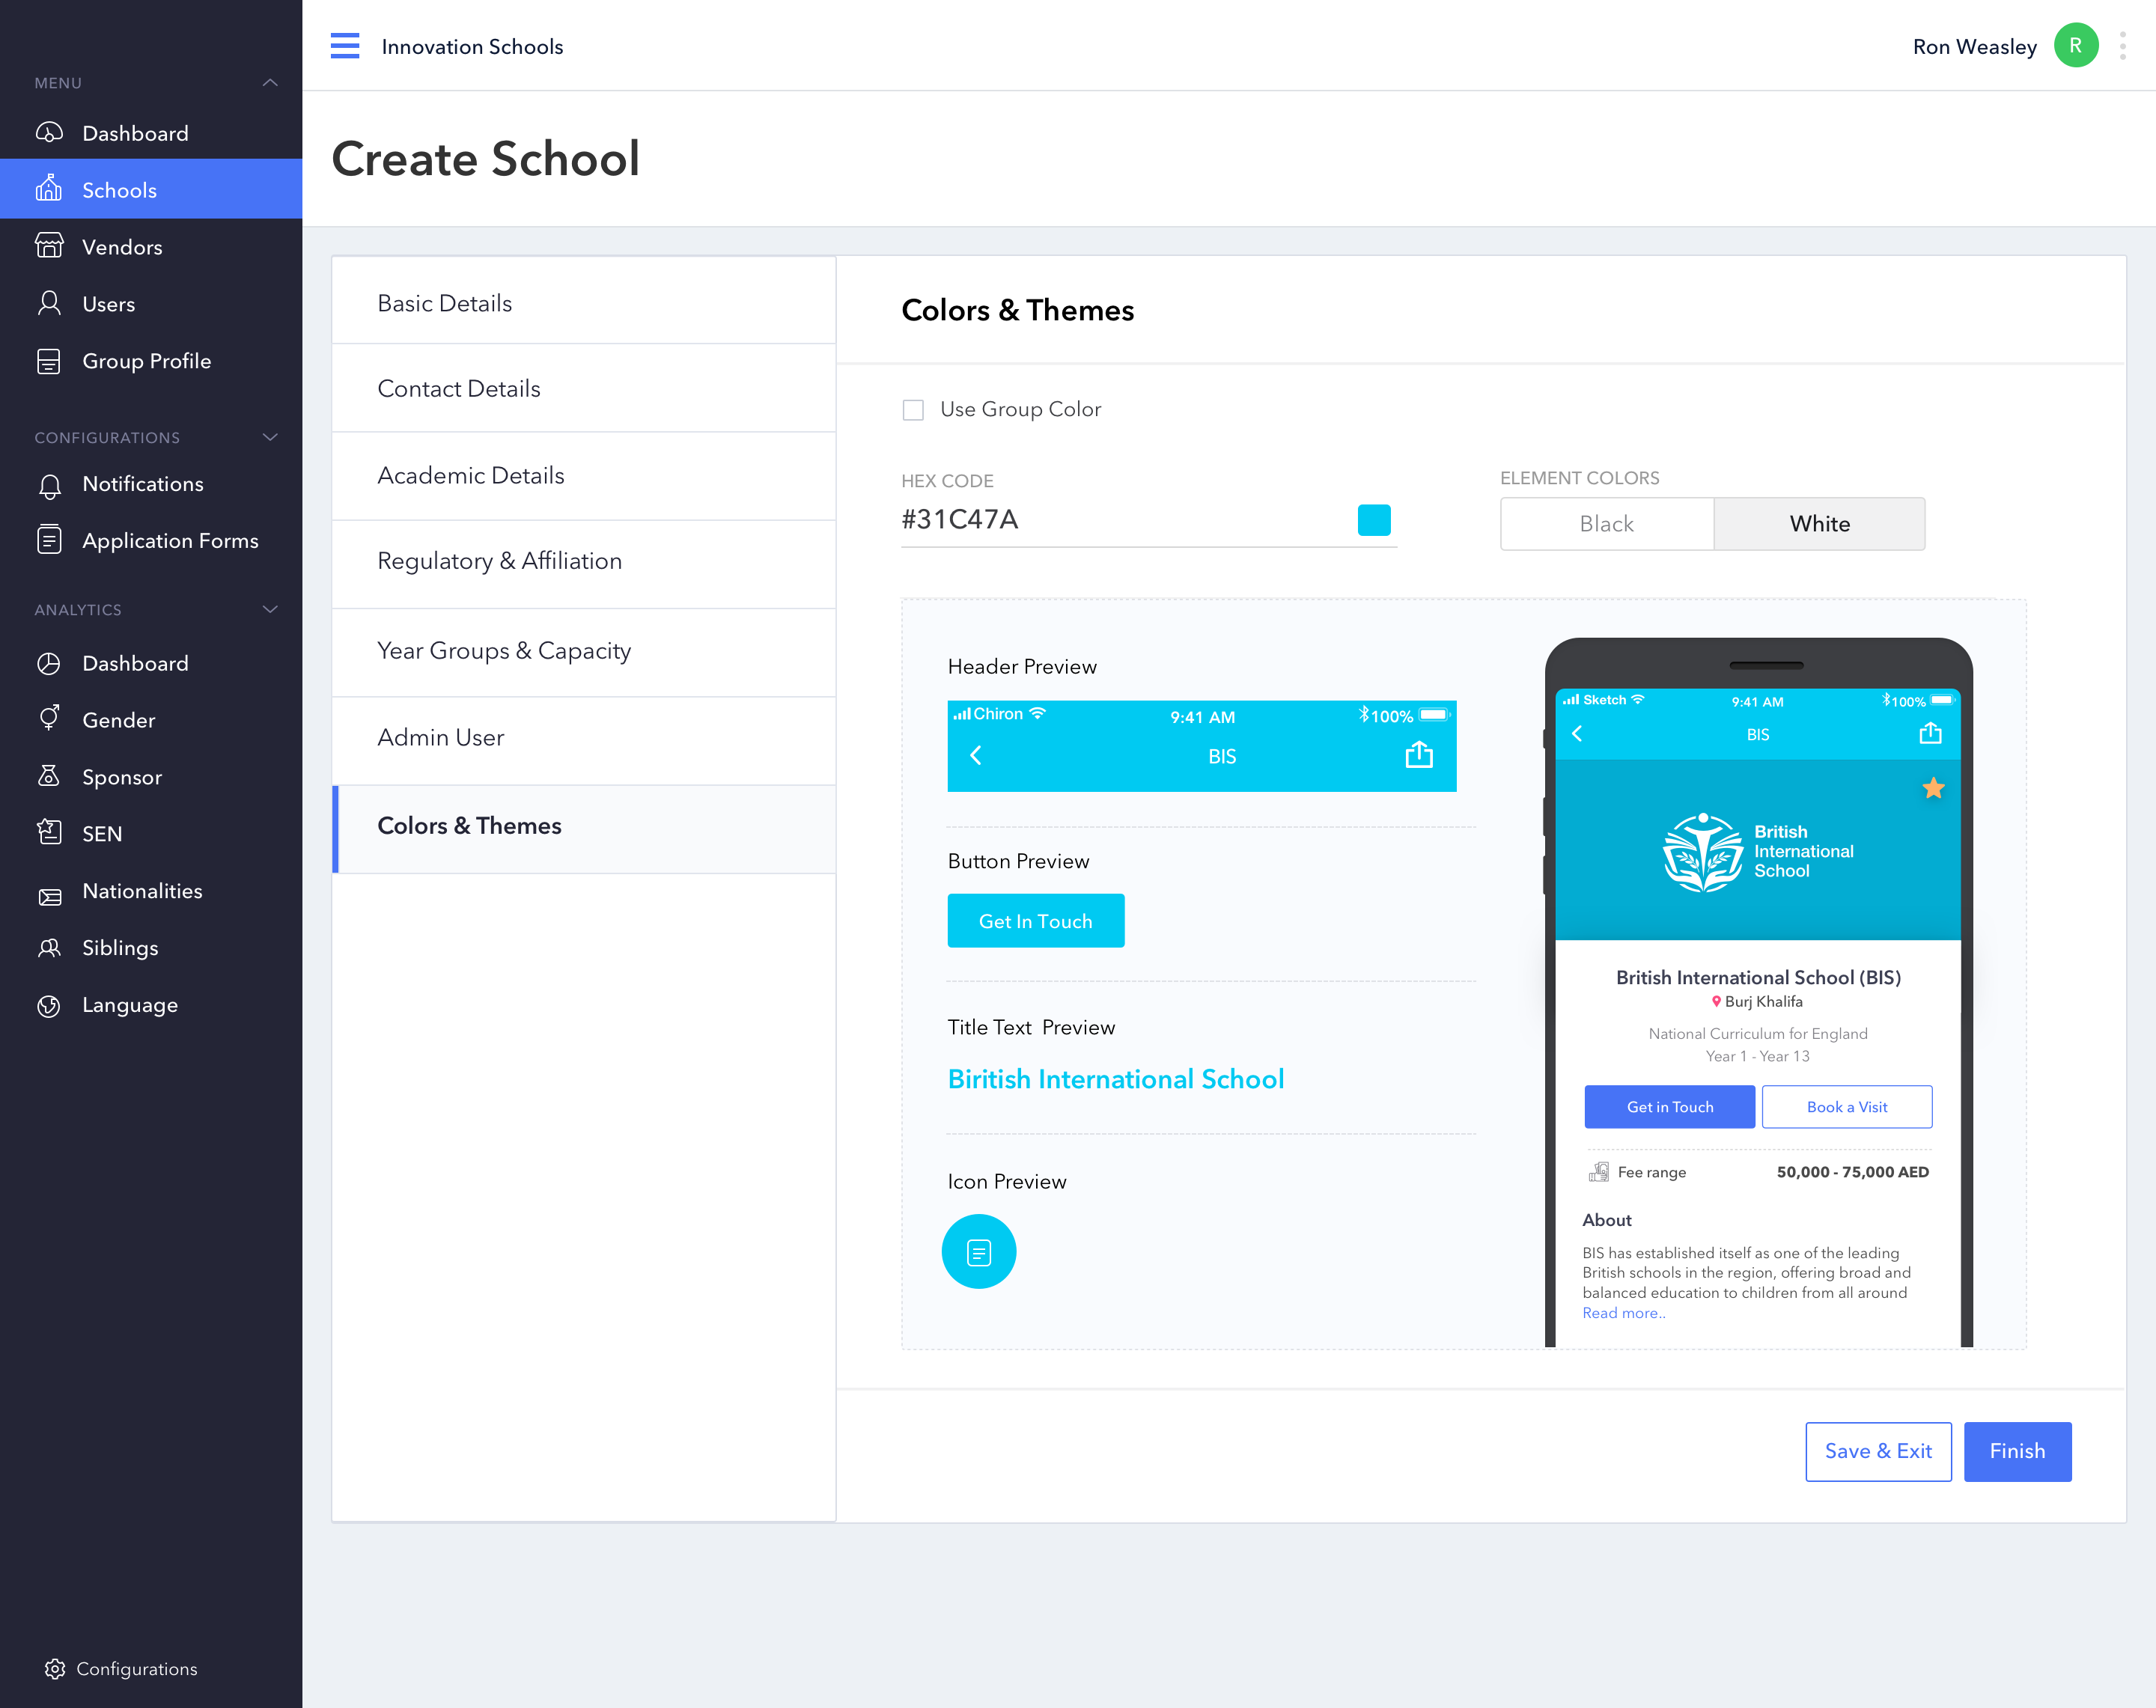 MENU
Dashboard
Schools
Vendors
Users
Group Profile
CONFIGURATIONS
Notifications
Application Forms
ANALYTICS
Dashboard
Gender
Sponsor
SEN
Nationalities
Siblings
Language
Configurations
Innovation Schools
Ron Weasley R
Create School
Basic Details
Contact Details
Academic Details
Regulatory & Affiliation
Year Groups & Capacity
Admin User
Colors & Themes
Colors & Themes
Use Group Color
HEX CODE
#31C47A
ELEMENT COLORS
Black White
Header Preview
Chiron 9:41 AM 100%
BIS
Button Preview
Get In Touch
Title Text Preview
Biritish International School
Icon Preview
Sketch 9:41 AM 100%
BIS
British
International
School
British International School (BIS)
Burj Khalifa
National Curriculum for England
Year 1 - Year 13
Get in Touch Book a Visit
Fee range 50,000 - 75,000 AED
About
BIS has established itself as one of the leading
British schools in the region, offering broad and
balanced education to children from all around
Read more..
Save & Exit Finish